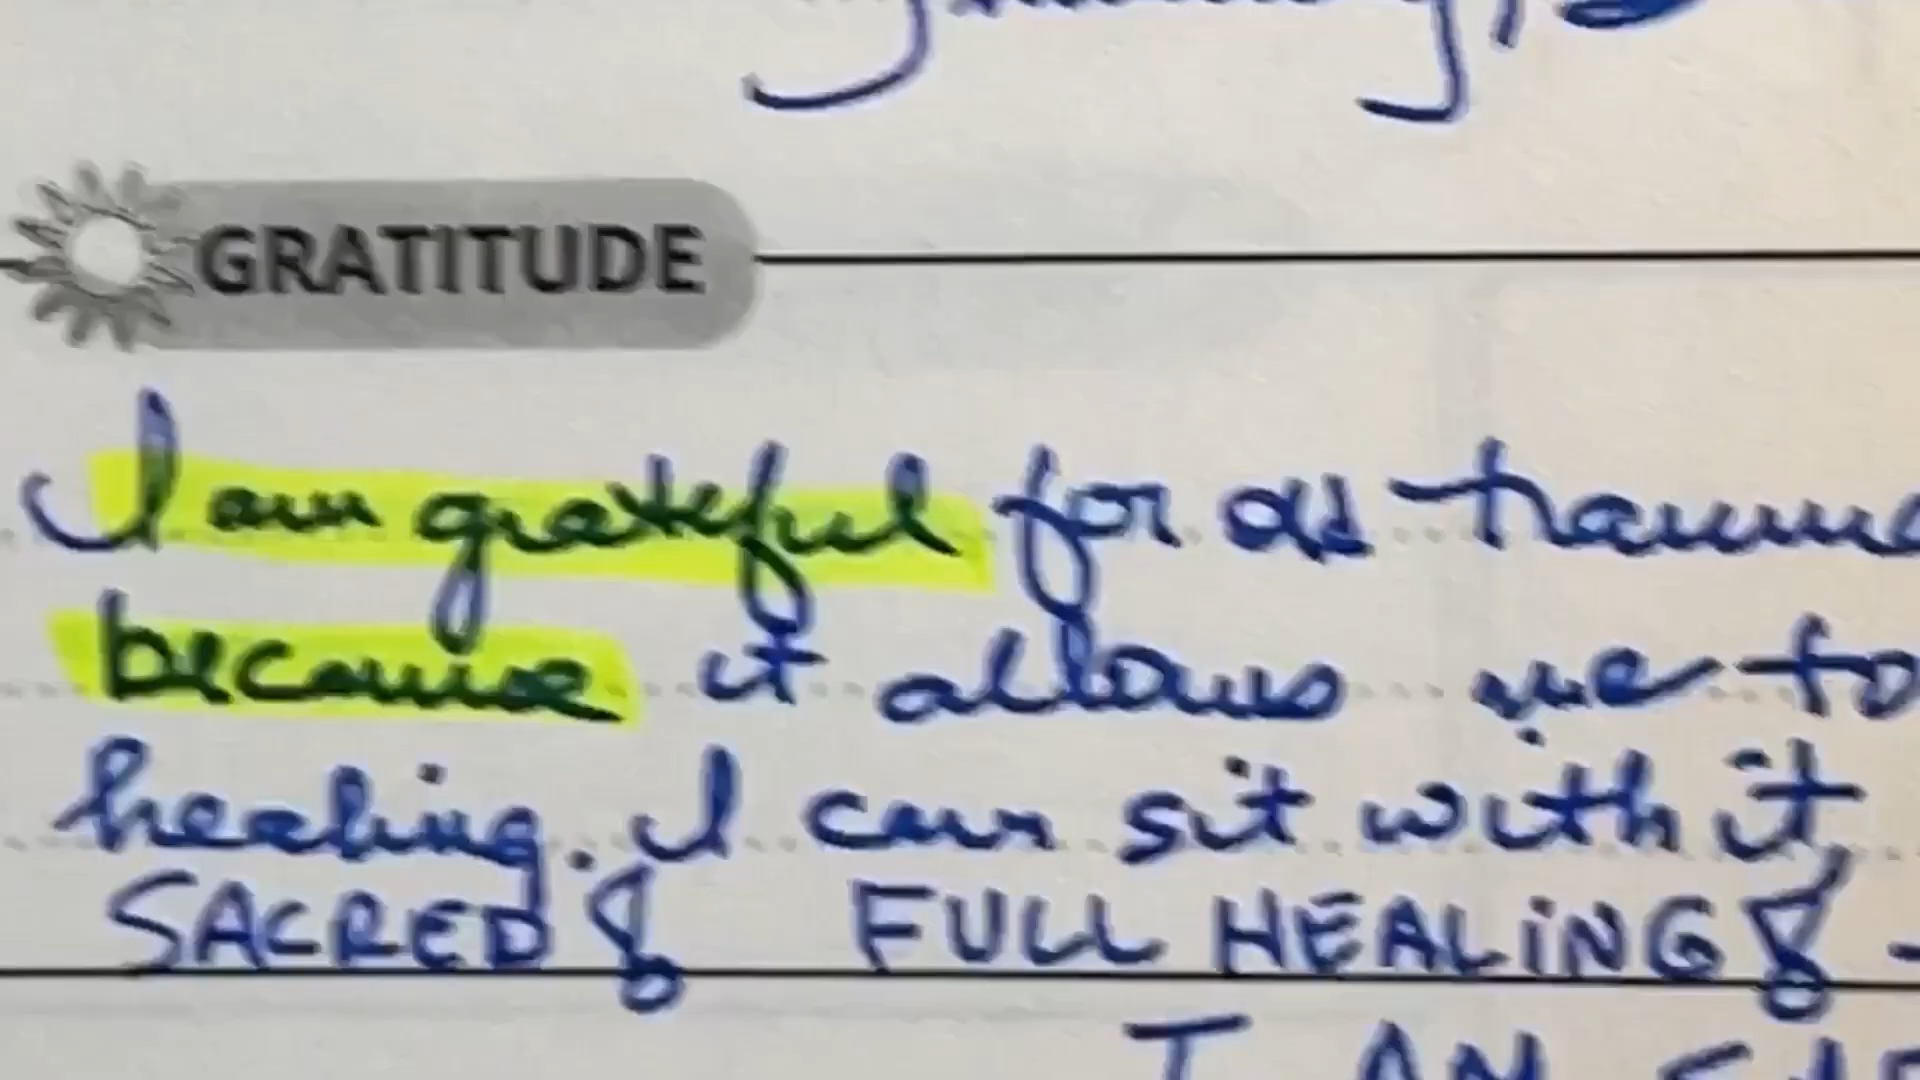 GRATITUDE
I am grateful for all trauma
because it allows me to
healing. I can sit with it
SACRED & FULL HEALiNG & -
I AM